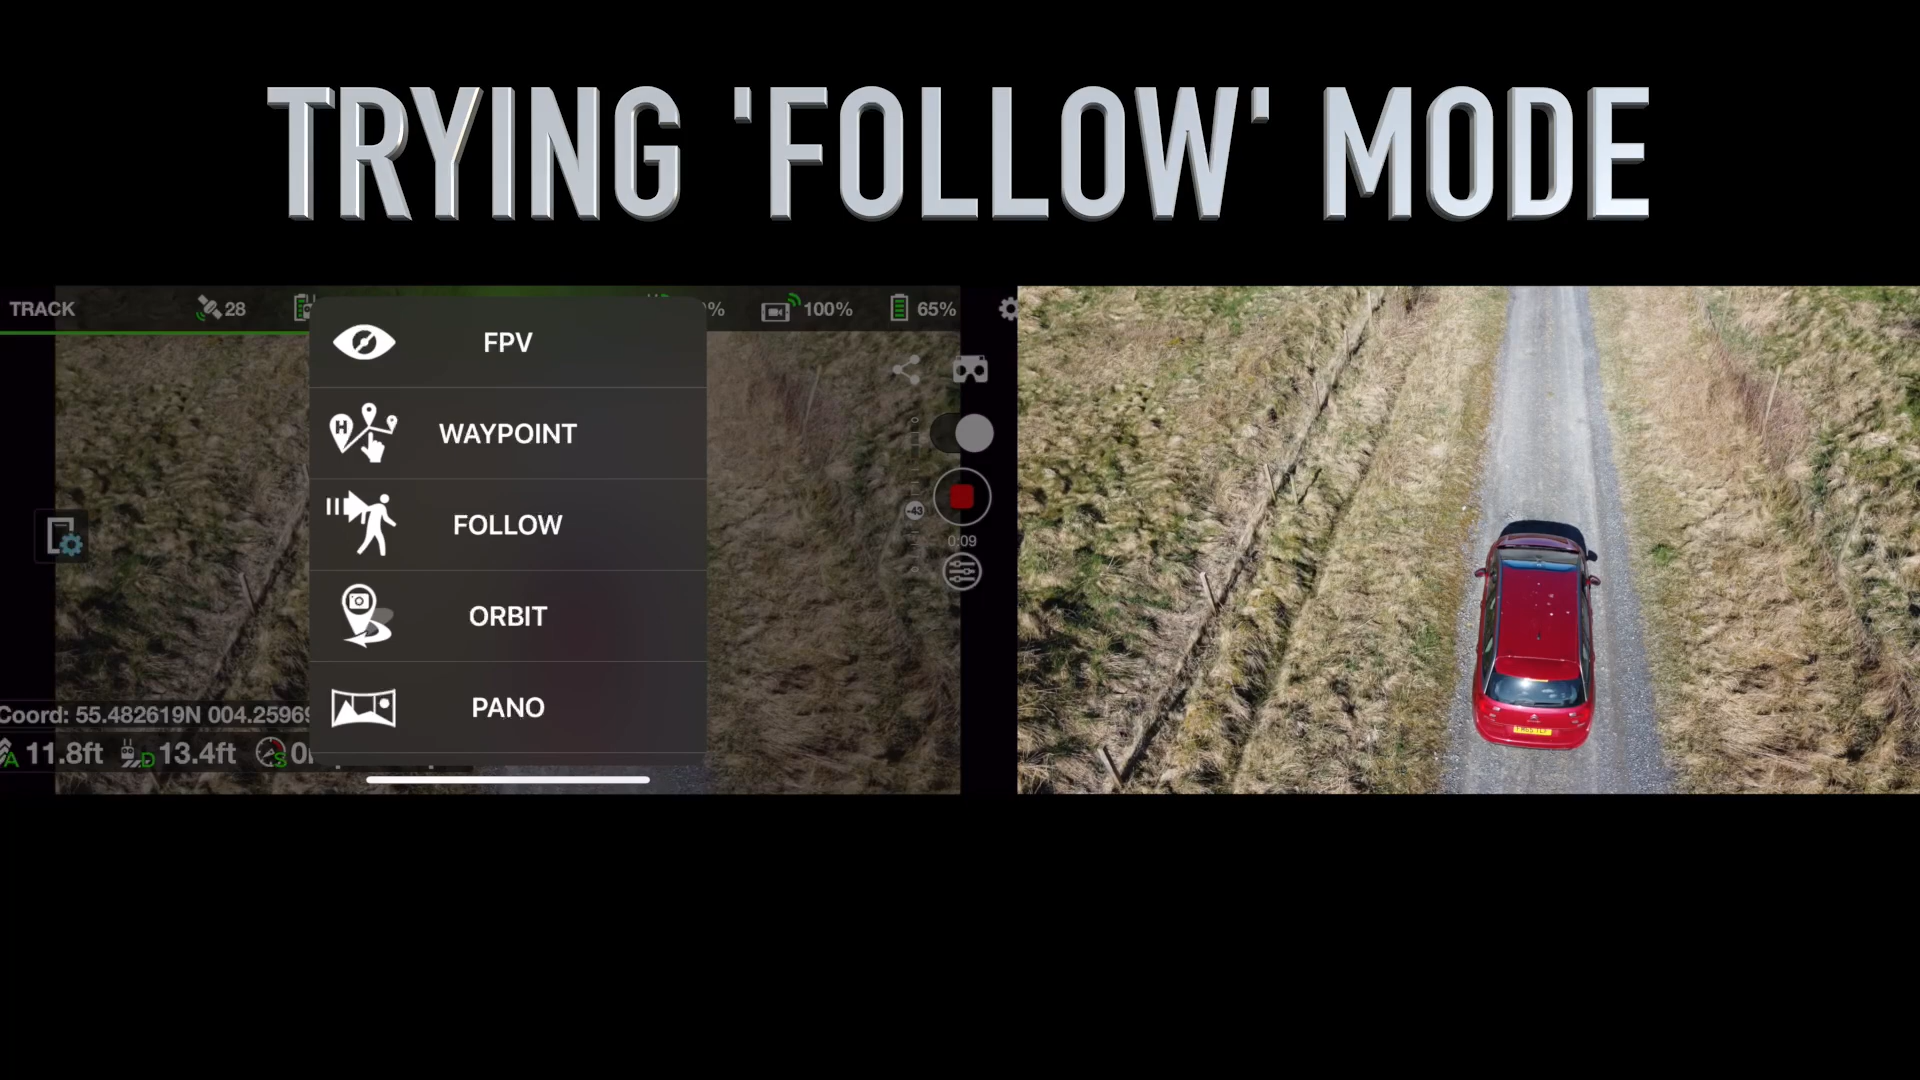 TRYING 'FOLLOW' MODE
TRACK
28
100%
65%
FPV
WAYPOINT
FOLLOW
ORBIT
PANO
-43
0:09
Coord: 55.482619N 004.2596
11.8ft
13.4ft